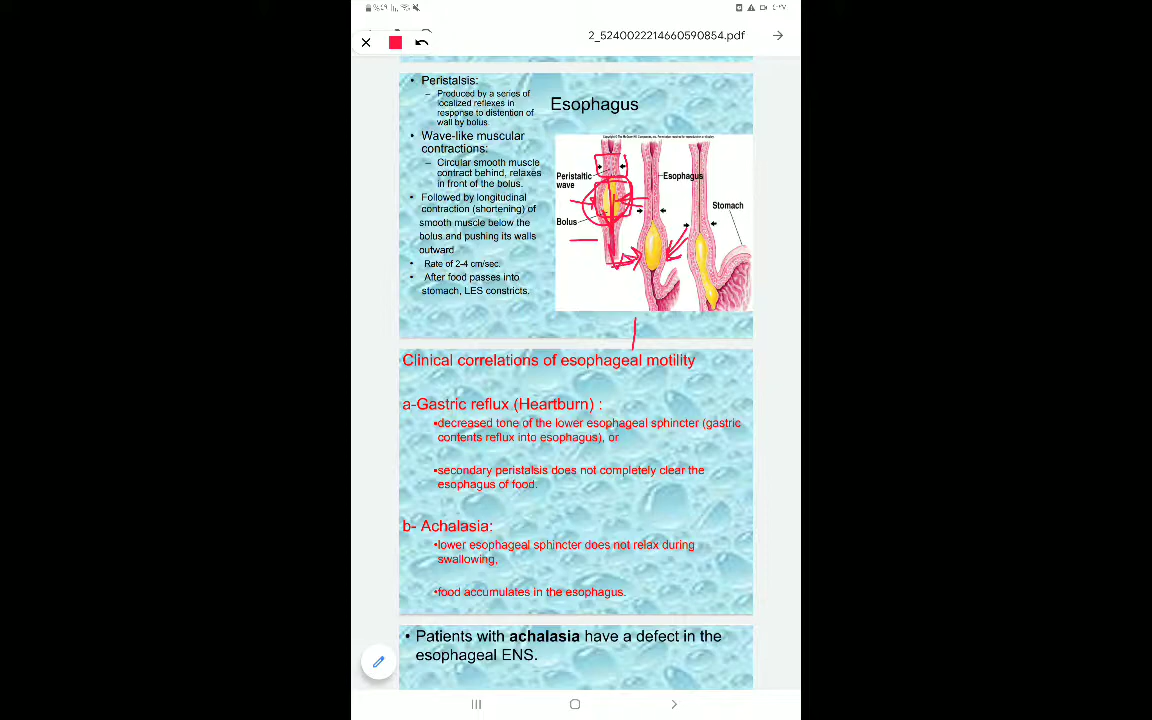 2_5240022214660590854.pdf
• Peristalsis:
– Produced by a series of
localized reflexes in
response to distention of
wall by bolus.
• Wave-like muscular
contractions:
– Circular smooth muscle
contract behind, relaxes
in front of the bolus.
• Followed by longitudinal
contraction (shortening) of
smooth muscle below the
bolus and pushing its walls
outward
• Rate of 2-4 cm/sec.
• After food passes into
stomach, LES constricts.
Esophagus
Peristaltic
wave
Bolus
Esophagus
Stomach
Clinical correlations of esophageal motility
a-Gastric reflux (Heartburn) :
▪decreased tone of the lower esophageal sphincter (gastric
contents reflux into esophagus), or
▪secondary peristalsis does not completely clear the
esophagus of food.
b- Achalasia:
•lower esophageal sphincter does not relax during
swallowing,
•food accumulates in the esophagus.
• Patients with achalasia have a defect in the
esophageal ENS.